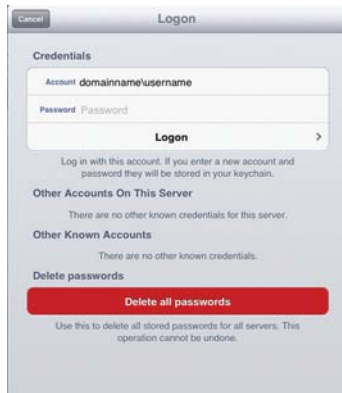 Cancel
Logon
Credentials
Account domainname\username
Password Password
Logon
Log in with this account. If you enter a new account and
password they will be stored in your keychain.
Other Accounts On This Server
There are no other known credentials for this server.
Other Known Accounts
There are no other known credentials.
Delete passwords
Delete all passwords
Use this to delete all stored passwords for all servers. This
operation cannot be undone.